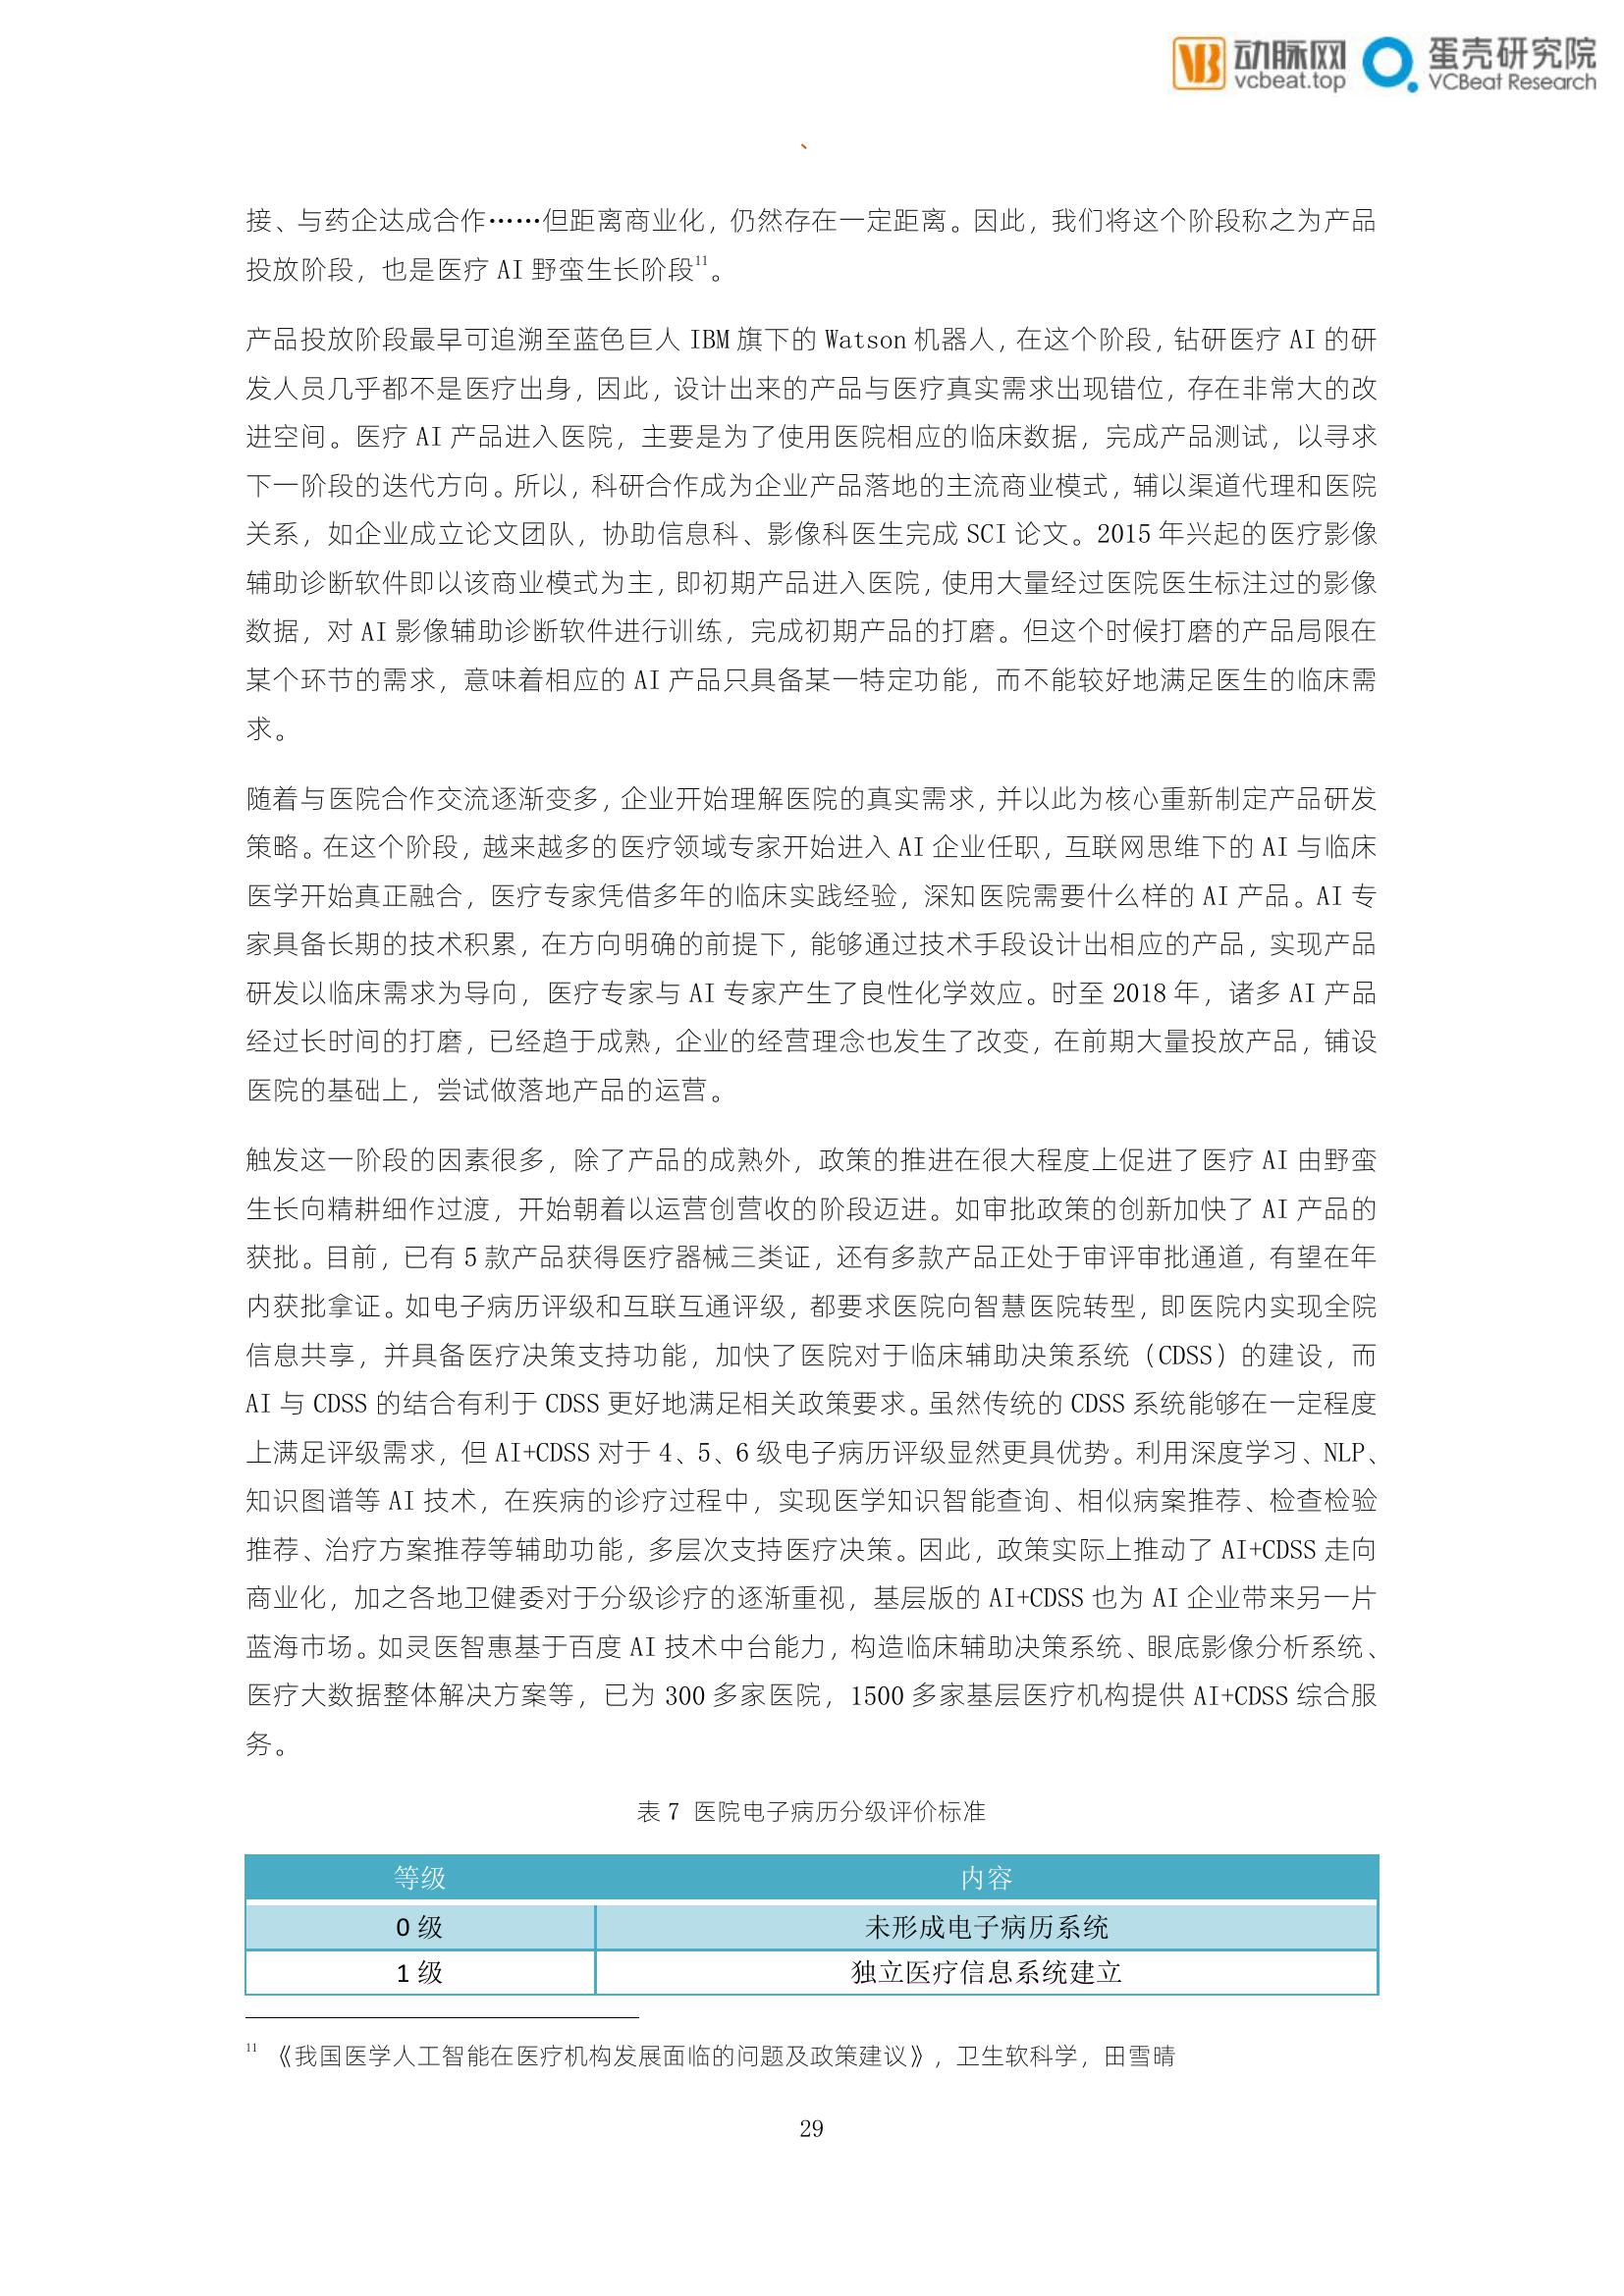 动脉网
vcbeat.top
蛋壳研究院
VCBeat Research
、
接、与药企达成合作……但距离商业化，仍然存在一定距离。因此，我们将这个阶段称之为产品
投放阶段，也是医疗 AI 野蛮生长阶段11。
产品投放阶段最早可追溯至蓝色巨人 IBM 旗下的 Watson 机器人，在这个阶段，钻研医疗 AI 的研
发人员几乎都不是医疗出身，因此，设计出来的产品与医疗真实需求出现错位，存在非常大的改
进空间。医疗 AI 产品进入医院，主要是为了使用医院相应的临床数据，完成产品测试，以寻求
下一阶段的迭代方向。所以，科研合作成为企业产品落地的主流商业模式，辅以渠道代理和医院
关系，如企业成立论文团队，协助信息科、影像科医生完成 SCI 论文。2015 年兴起的医疗影像
辅助诊断软件即以该商业模式为主，即初期产品进入医院，使用大量经过医院医生标注过的影像
数据，对 AI 影像辅助诊断软件进行训练，完成初期产品的打磨。但这个时候打磨的产品局限在
某个环节的需求，意味着相应的 AI 产品只具备某一特定功能，而不能较好地满足医生的临床需
求。
随着与医院合作交流逐渐变多，企业开始理解医院的真实需求，并以此为核心重新制定产品研发
策略。在这个阶段，越来越多的医疗领域专家开始进入 AI 企业任职，互联网思维下的 AI 与临床
医学开始真正融合，医疗专家凭借多年的临床实践经验，深知医院需要什么样的 AI 产品。AI 专
家具备长期的技术积累，在方向明确的前提下，能够通过技术手段设计出相应的产品，实现产品
研发以临床需求为导向，医疗专家与 AI 专家产生了良性化学效应。时至 2018 年，诸多 AI 产品
经过长时间的打磨，已经趋于成熟，企业的经营理念也发生了改变，在前期大量投放产品，铺设
医院的基础上，尝试做落地产品的运营。
触发这一阶段的因素很多，除了产品的成熟外，政策的推进在很大程度上促进了医疗 AI 由野蛮
生长向精耕细作过渡，开始朝着以运营创营收的阶段迈进。如审批政策的创新加快了 AI 产品的
获批。目前，已有 5 款产品获得医疗器械三类证，还有多款产品正处于审评审批通道，有望在年
内获批拿证。如电子病历评级和互联互通评级，都要求医院向智慧医院转型，即医院内实现全院
信息共享，并具备医疗决策支持功能，加快了医院对于临床辅助决策系统（CDSS）的建设，而
AI 与 CDSS 的结合有利于 CDSS 更好地满足相关政策要求。虽然传统的 CDSS 系统能够在一定程度
上满足评级需求，但 AI+CDSS 对于 4、5、6 级电子病历评级显然更具优势。利用深度学习、NLP、
知识图谱等 AI 技术，在疾病的诊疗过程中，实现医学知识智能查询、相似病案推荐、检查检验
推荐、治疗方案推荐等辅助功能，多层次支持医疗决策。因此，政策实际上推动了 AI+CDSS 走向
商业化，加之各地卫健委对于分级诊疗的逐渐重视，基层版的 AI+CDSS 也为 AI 企业带来另一片
蓝海市场。如灵医智惠基于百度 AI 技术中台能力，构造临床辅助决策系统、眼底影像分析系统、
医疗大数据整体解决方案等，已为 300 多家医院，1500 多家基层医疗机构提供 AI+CDSS 综合服
务。
表 7 医院电子病历分级评价标准
等级 内容
0 级 未形成电子病历系统
1 级 独立医疗信息系统建立
11 《我国医学人工智能在医疗机构发展面临的问题及政策建议》，卫生软科学，田雪晴
29